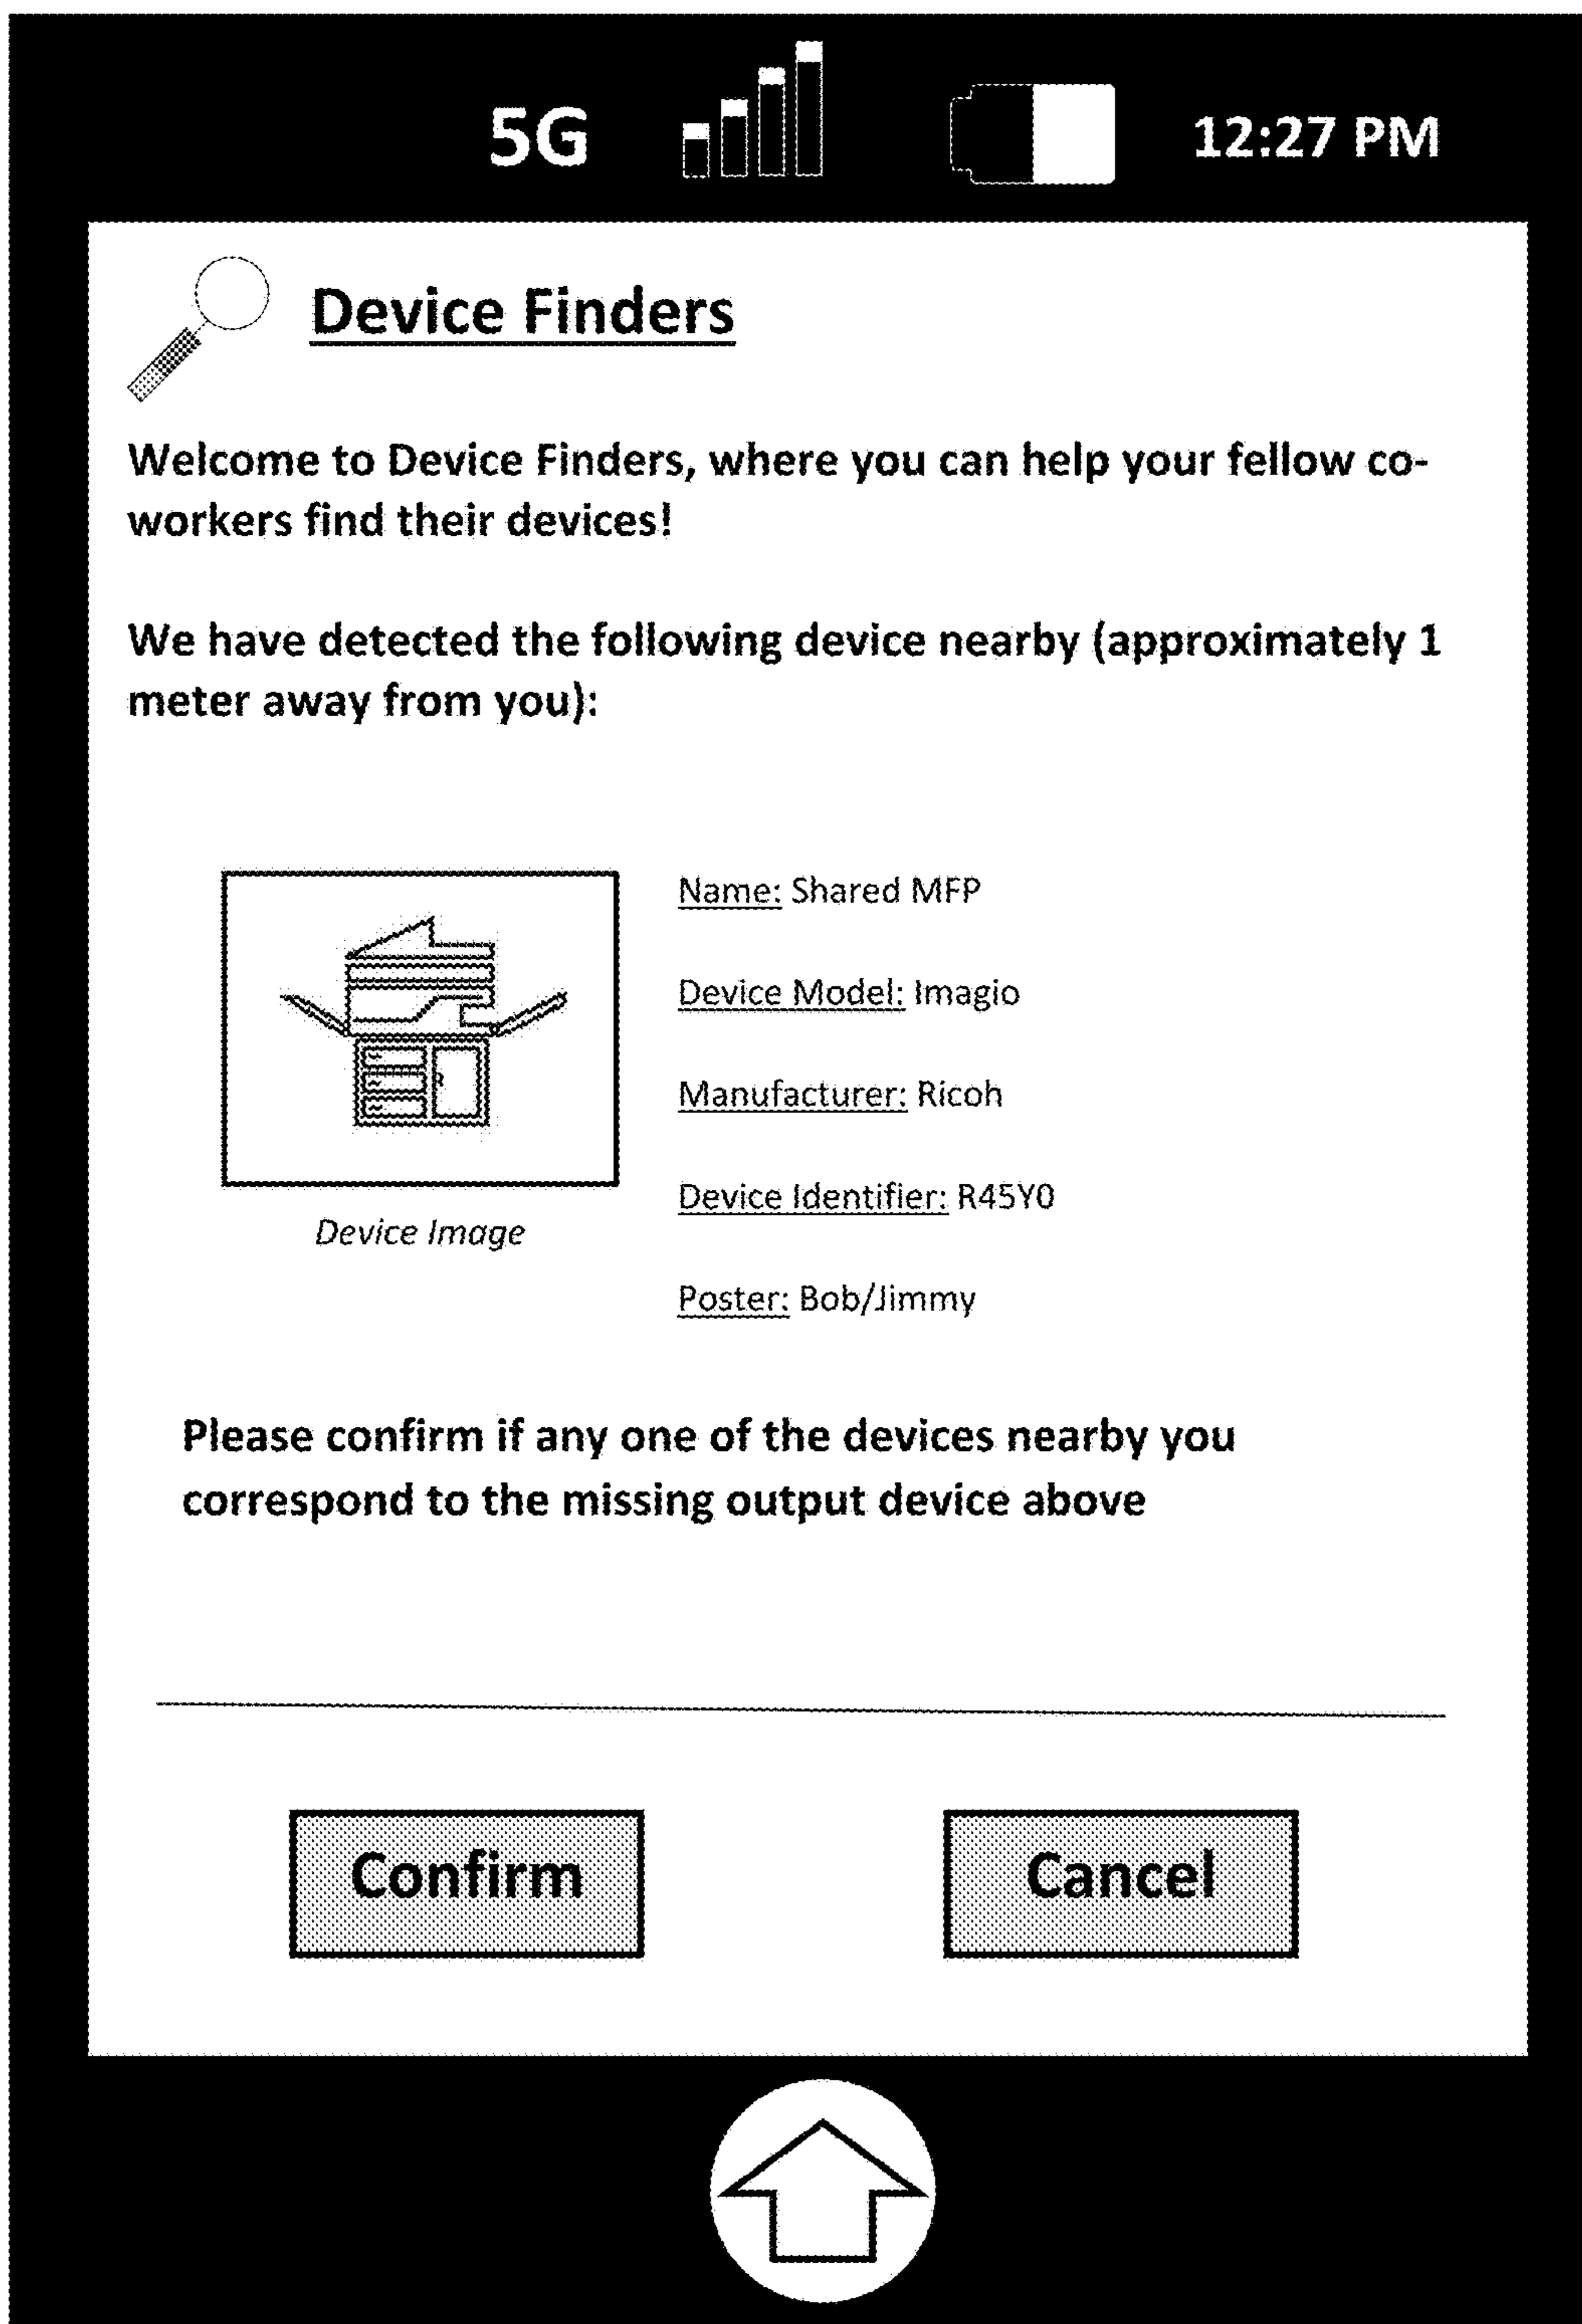 5G 12:27 PM
Device Finders
Welcome to Device Finders, where you can help your fellow co-
workers find their devices!
We have detected the following device nearby (approximately 1
meter away from you):
Name: Shared MFP
Device Model: Imagio
Manufacturer: Ricoh
Device Identifier: R45Y0
Device Image
Poster: Bob/Jimmy
Please confirm if any one of the devices nearby you
correspond to the missing output device above
Confirm Cancel